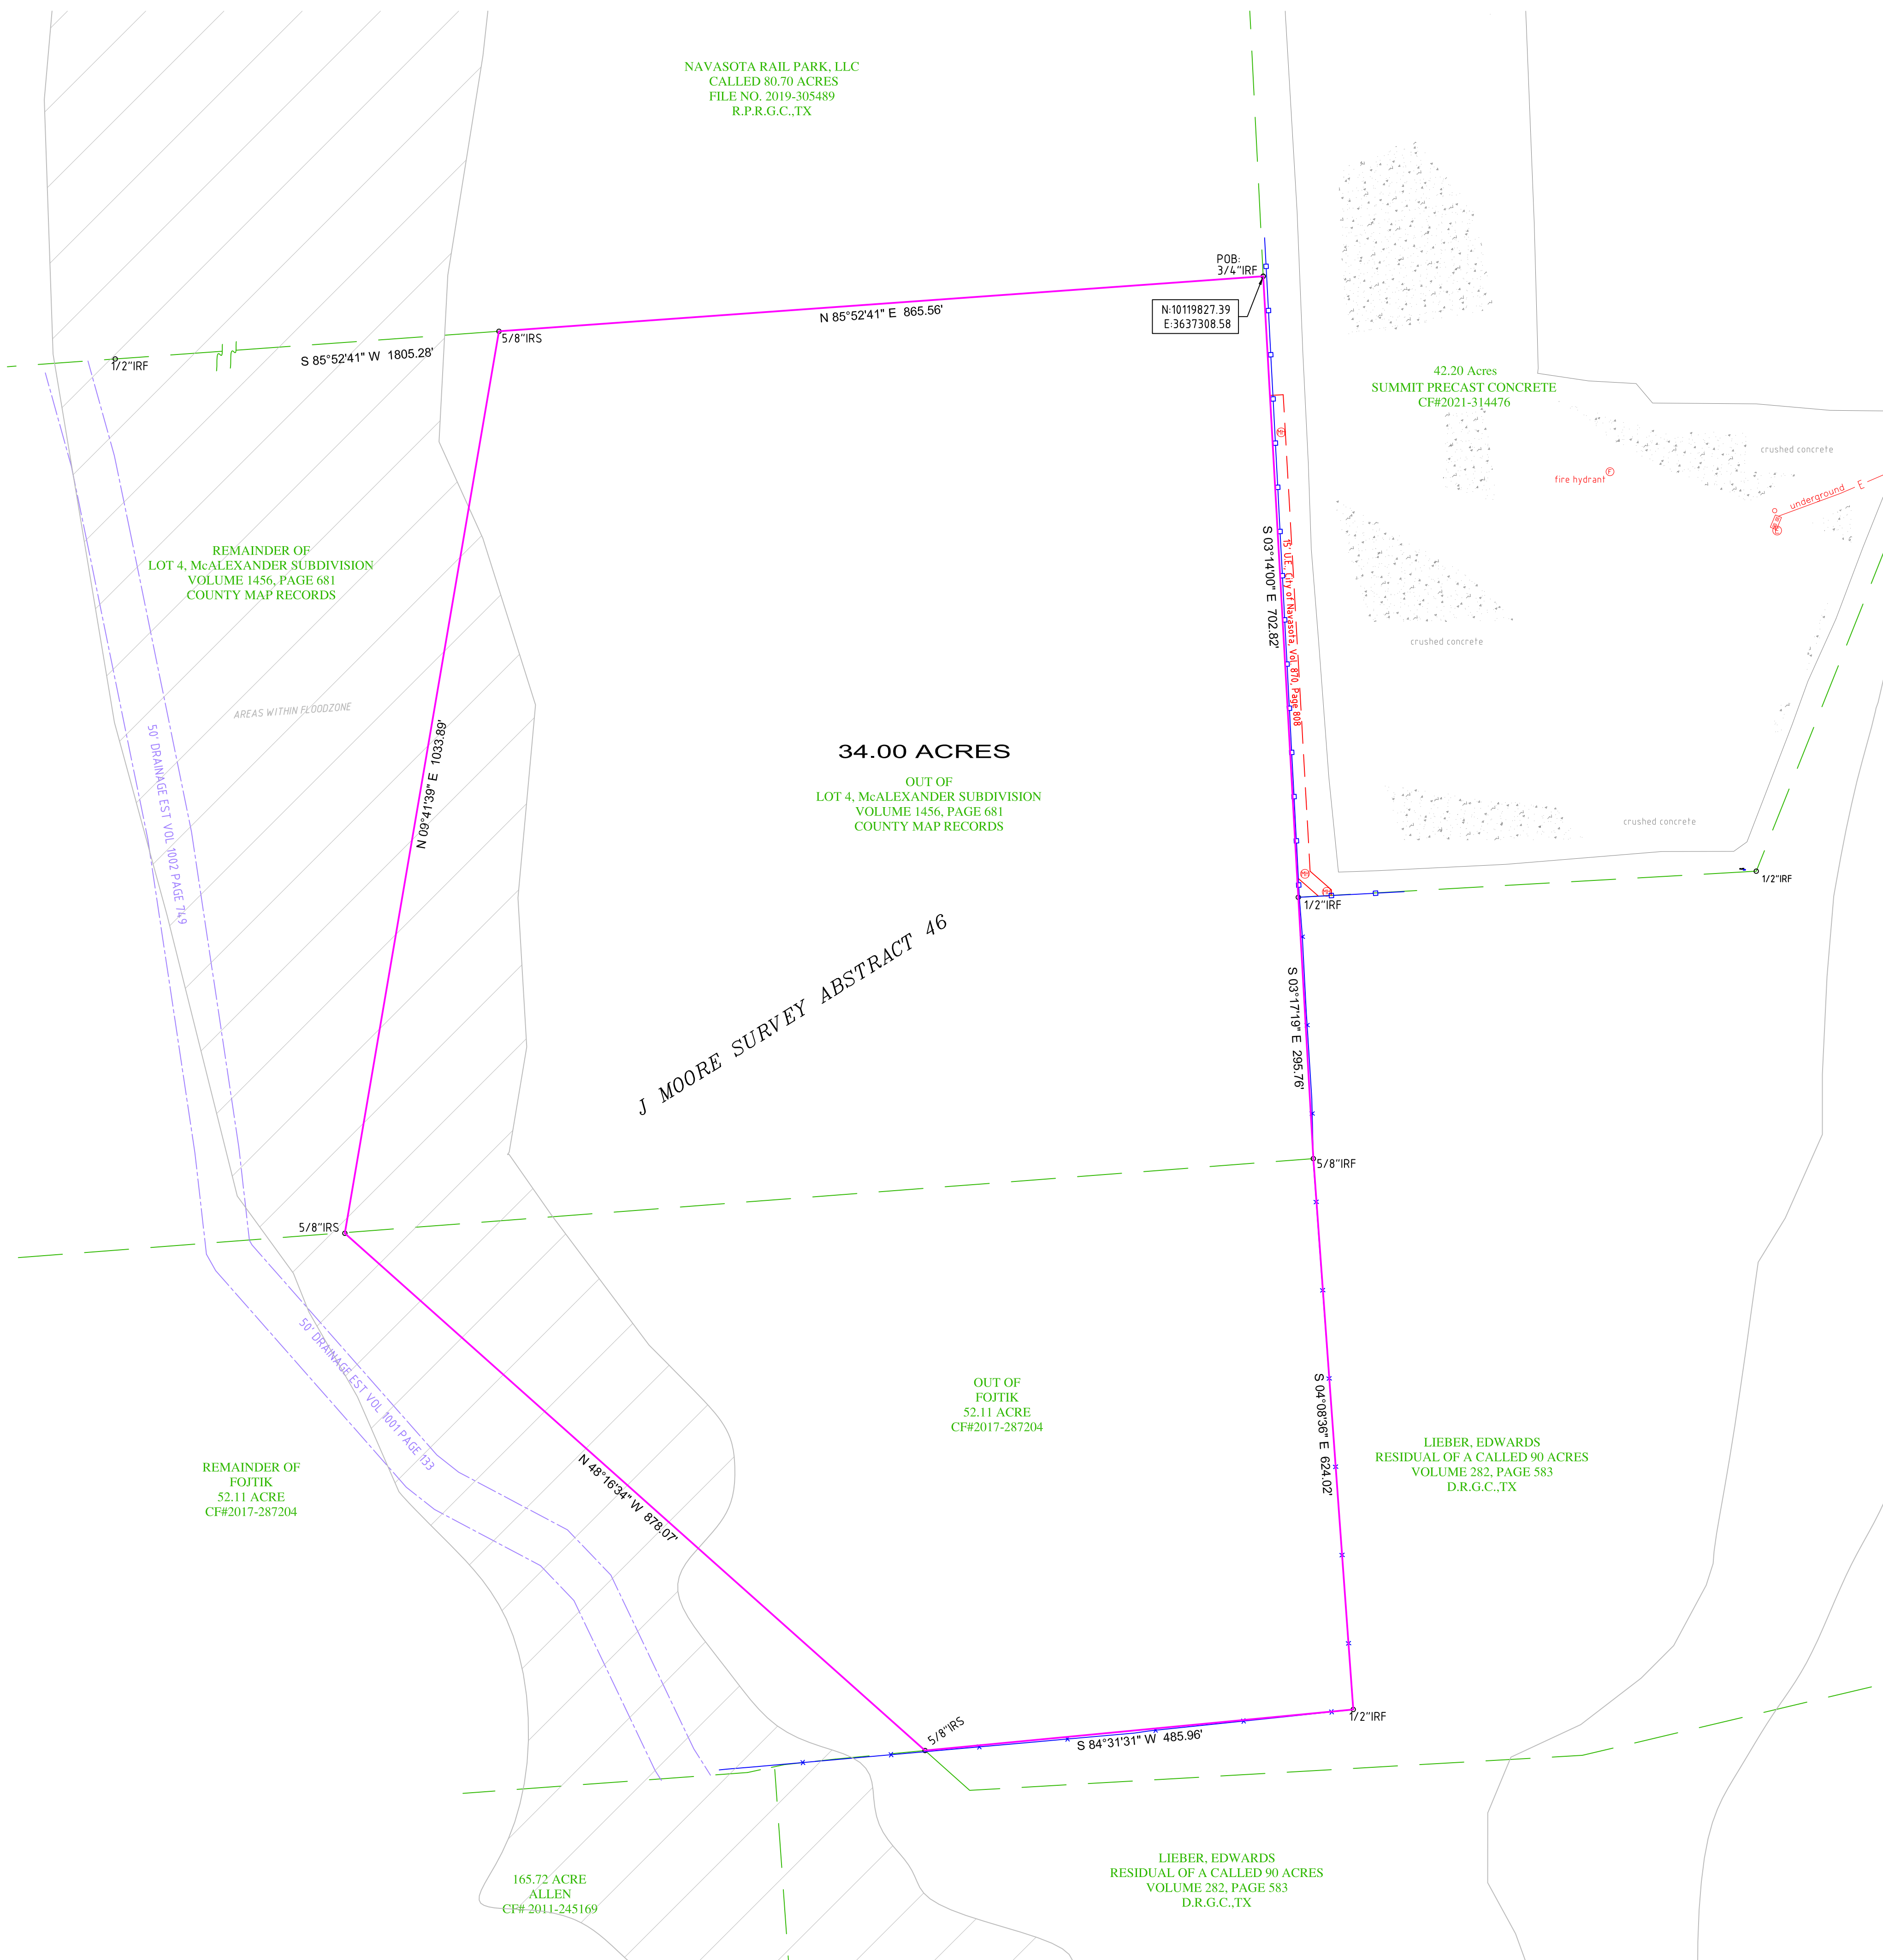 NAVASOTA RAIL PARK, LLC
CALLED 80.70 ACRES
FILE NO. 2019-305489
R.P.R.G.C.,TX
POB:
3/4"IRF
N:10119827.39
E:3637308.58
N 85°52'41" E  865.56'
5/8"IRS
S 85°52'41" W  1805.28'
1/2"IRF
42.20 Acres
SUMMIT PRECAST CONCRETE
CF#2021-314476
crushed concrete
fire hydrant
F
underground
E
E
MH
S 03°14'00" E  702.82'
15' U.E., City of Navasota, Vol. 870, Page 808
REMAINDER OF
LOT 4, McALEXANDER SUBDIVISION
VOLUME 1456, PAGE 681
COUNTY MAP RECORDS
crushed concrete
AREAS WITHIN FLOODZONE
50' DRAINAGE EST VOL 1002 PAGE 749
N 09°41'39" E  1033.89'
34.00 ACRES
OUT OF
LOT 4, McALEXANDER SUBDIVISION
VOLUME 1456, PAGE 681
COUNTY MAP RECORDS
crushed concrete
MH
MH
1/2"IRF
1/2"IRF
J MOORE SURVEY ABSTRACT 46
S 03°17'19" E  295.76'
5/8"IRF
5/8"IRS
50' DRAINAGE EST VOL 1001 PAGE 133
OUT OF
FOJTIK
52.11 ACRE
CF#2017-287204
S 04°08'36" E  624.02'
LIEBER, EDWARDS
RESIDUAL OF A CALLED 90 ACRES
VOLUME 282, PAGE 583
D.R.G.C.,TX
REMAINDER OF
FOJTIK
52.11 ACRE
CF#2017-287204
N 48°16'34" W  878.07'
5/8"IRS
S 84°31'31" W  485.96'
1/2"IRF
165.72 ACRE
ALLEN
CF# 2011-245169
LIEBER, EDWARDS
RESIDUAL OF A CALLED 90 ACRES
VOLUME 282, PAGE 583
D.R.G.C.,TX